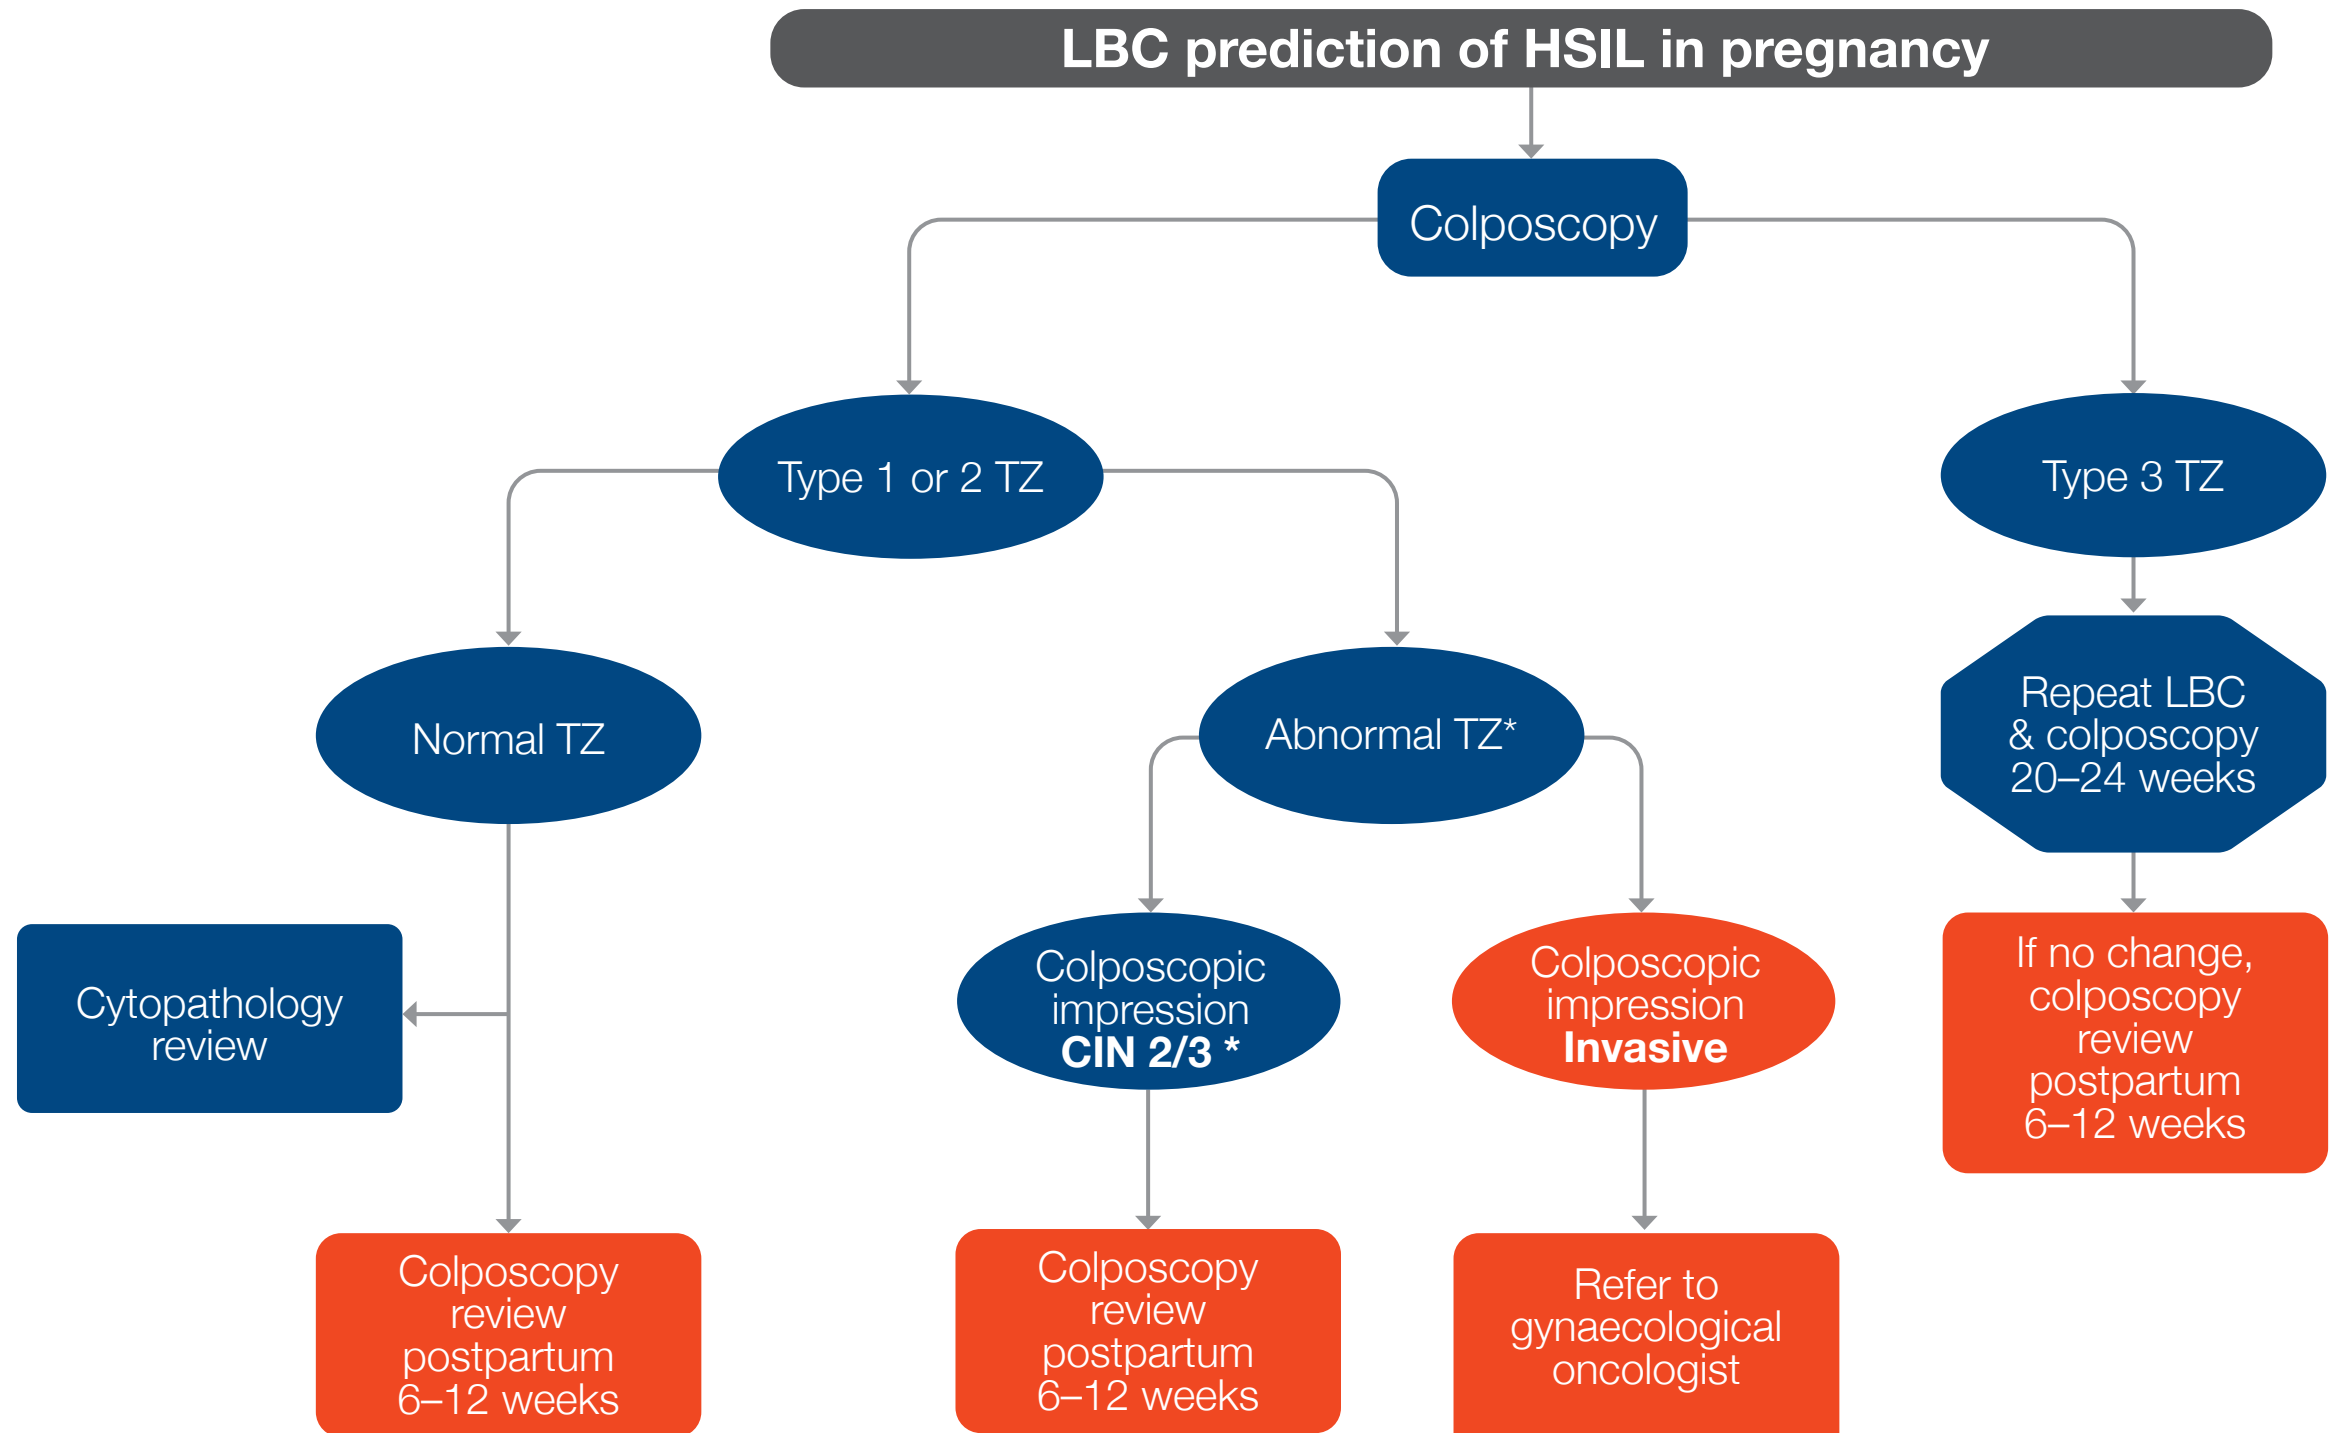 LBC prediction of HSIL in pregnancy
Colposcopy
Type 1 or 2 TZ
Type 3 TZ
Normal TZ
Abnormal TZ*
Repeat LBC
& colposcopy
20–24 weeks
Cytopathology
review
Colposcopic
impression
CIN 2/3 *
Colposcopic
impression
Invasive
If no change,
colposcopy
review
postpartum
6–12 weeks
Colposcopy
review
postpartum
6–12 weeks
Colposcopy
review
postpartum
6–12 weeks
Refer to
gynaecological
oncologist